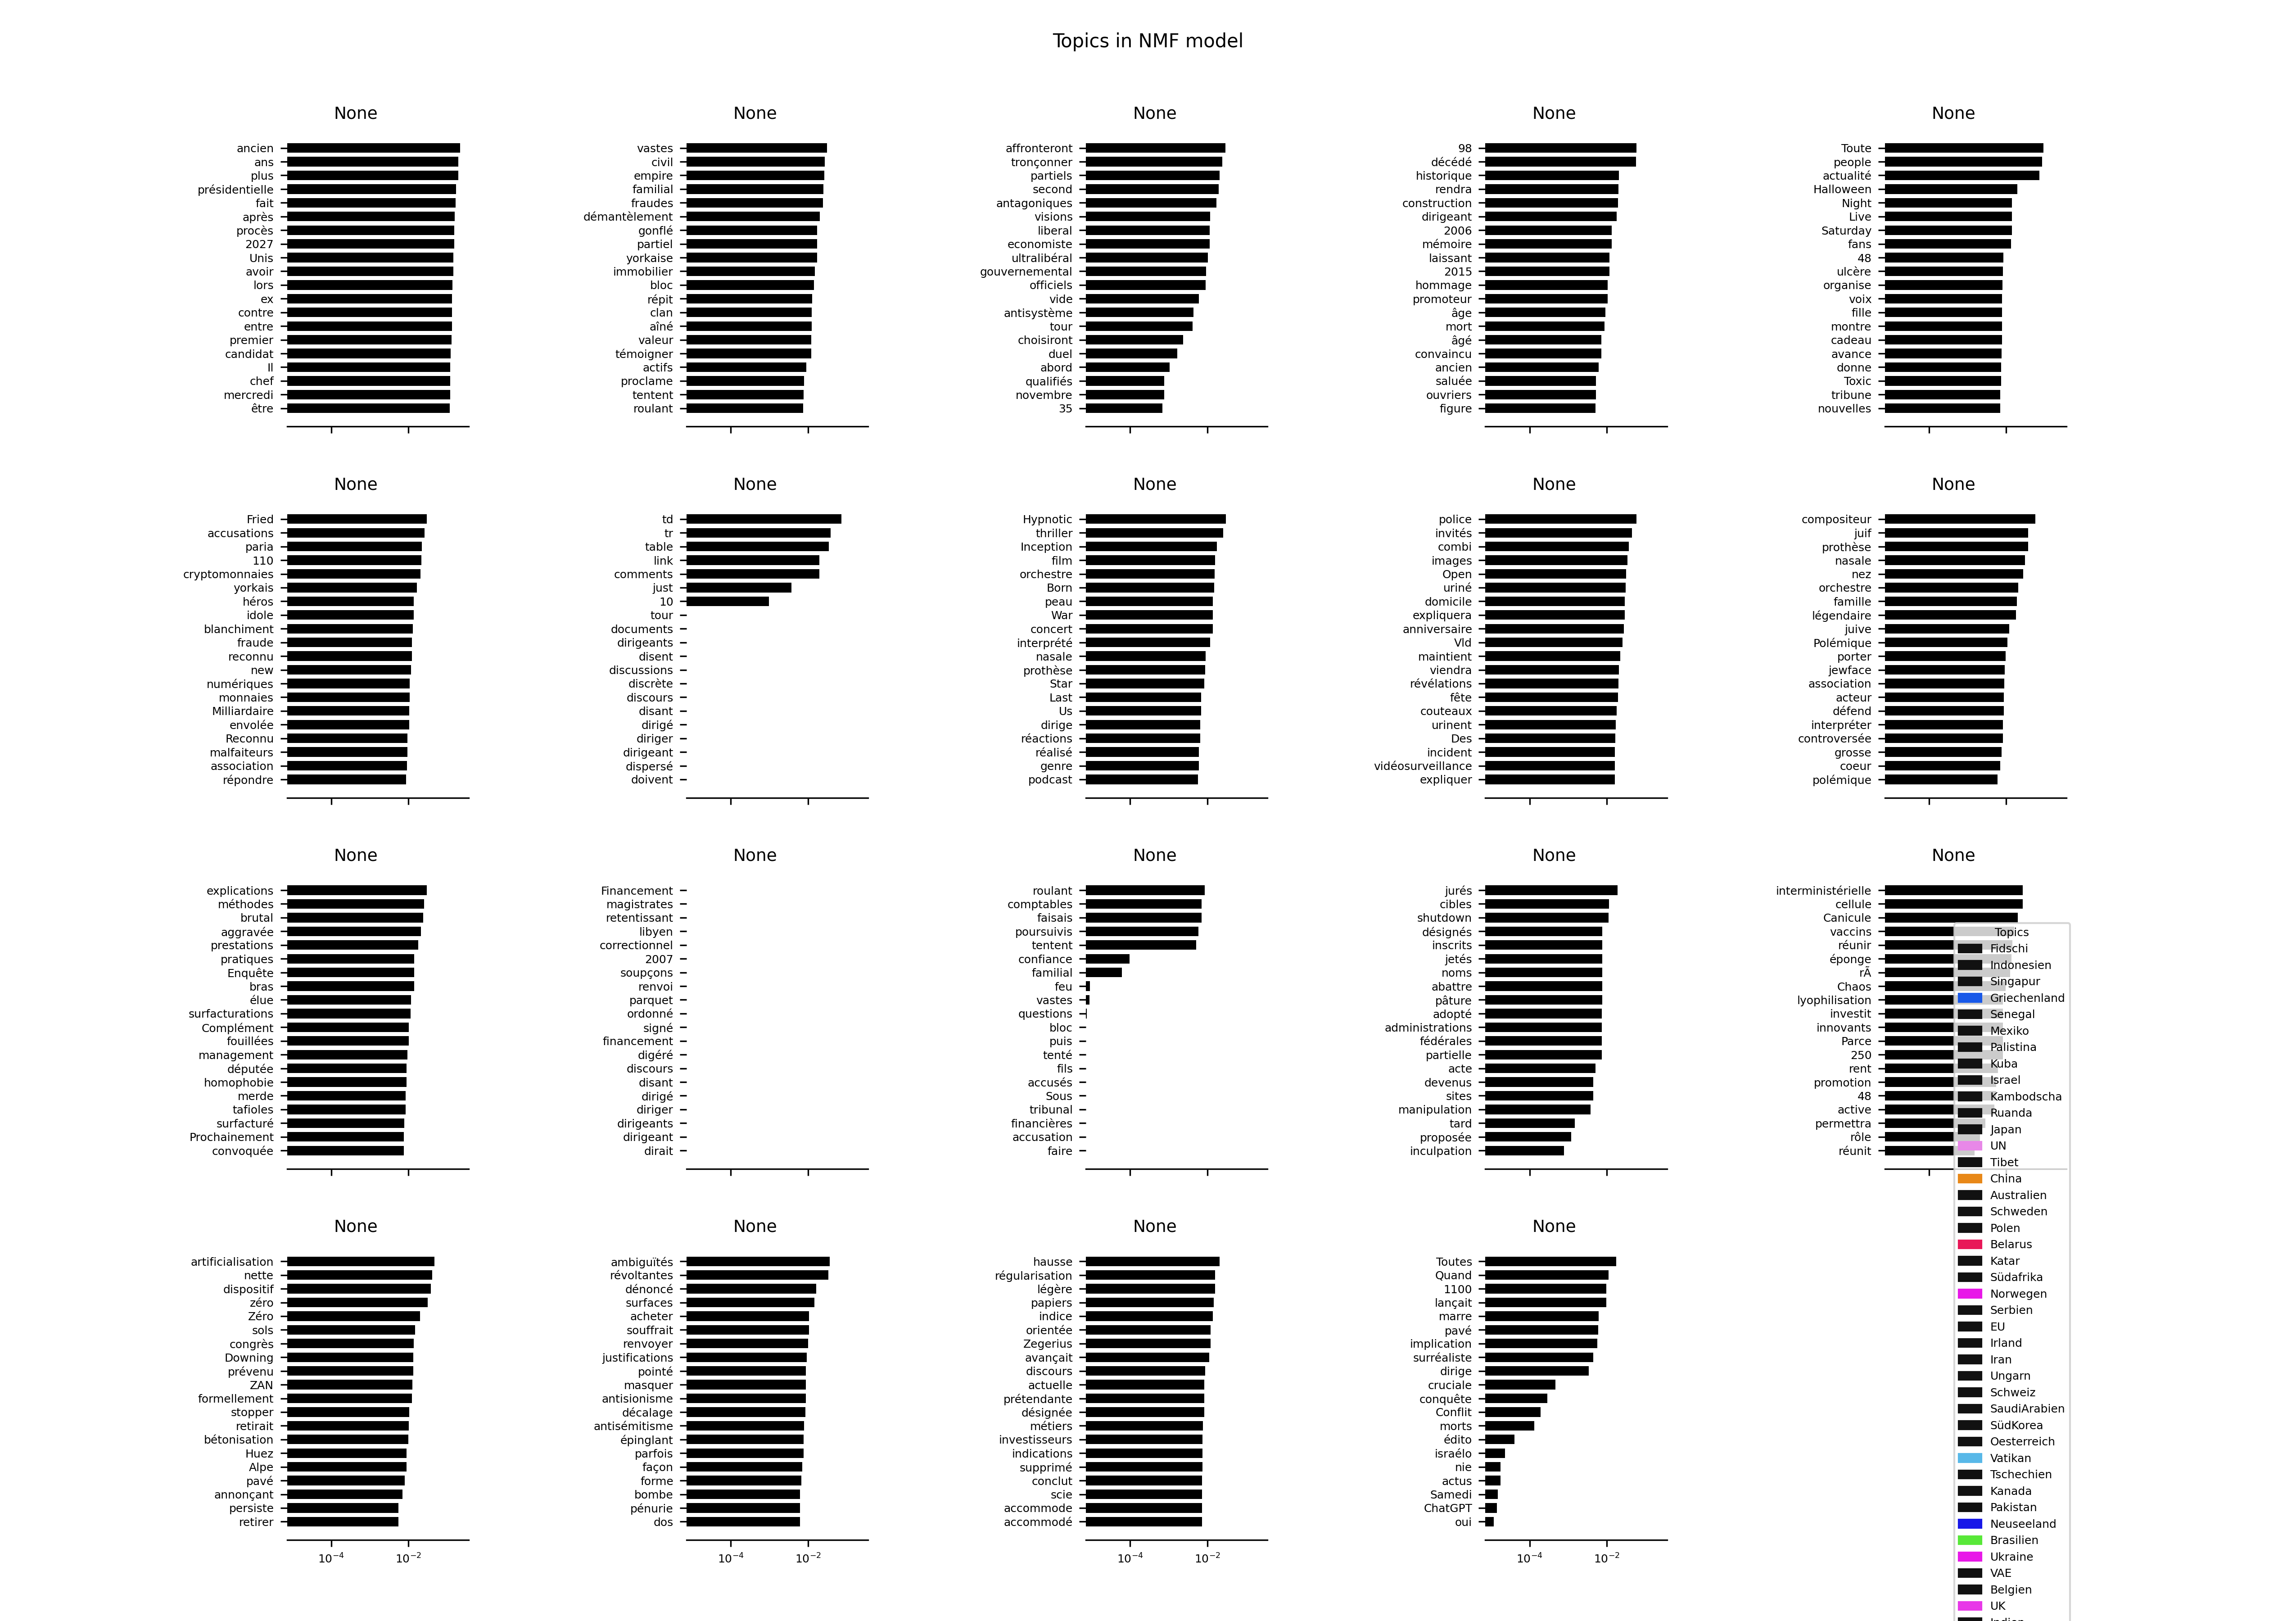 Topics in NMF model
None
ancien
ans
plus
présidentielle
fait
après
procès
2027
Unis
avoir
lors
ex
contre
entre
premier
candidat
Il
chef
mercredi
être
None
vastes
civil
empire
familial
fraudes
démantèlement
gonflé
partiel
yorkaise
immobilier
bloc
répit
clan
aîné
valeur
témoigner
actifs
proclame
tentent
roulant
None
affronteront
tronçonner
partiels
second
antagoniques
visions
liberal
economiste
ultralibéral
gouvernemental
officiels
vide
antisystème
tour
choisiront
duel
abord
qualifiés
novembre
35
None
98
décédé
historique
rendra
construction
dirigeant
2006
mémoire
laissant
2015
hommage
promoteur
âge
mort
âgé
convaincu
ancien
saluée
ouvriers
figure
None
Toute
people
actualité
Halloween
Night
Live
Saturday
fans
48
ulcère
organise
voix
fille
montre
cadeau
avance
donne
Toxic
tribune
nouvelles
None
Fried
accusations
paria
110
cryptomonnaies
yorkais
héros
idole
blanchiment
fraude
reconnu
new
numériques
monnaies
Milliardaire
envolée
Reconnu
malfaiteurs
association
répondre
None
td
tr
table
link
comments
just
10
tour
documents
dirigeants
disent
discussions
discrète
discours
disant
dirigé
diriger
dirigeant
dispersé
doivent
None
Hypnotic
thriller
Inception
film
orchestre
Born
peau
War
concert
interprété
nasale
prothèse
Star
Last
Us
dirige
réactions
réalisé
genre
podcast
None
police
invités
combi
images
Open
uriné
domicile
expliquera
anniversaire
Vld
maintient
viendra
révélations
fête
couteaux
urinent
Des
incident
vidéosurveillance
expliquer
None
compositeur
juif
prothèse
nasale
nez
orchestre
famille
légendaire
juive
Polémique
porter
jewface
association
acteur
défend
interpréter
controversée
grosse
coeur
polémique
None
explications
méthodes
brutal
aggravée
prestations
pratiques
Enquête
bras
élue
surfacturations
Complément
fouillées
management
députée
homophobie
merde
tafioles
surfacturé
Prochainement
convoquée
None
Financement
magistrates
retentissant
libyen
correctionnel
2007
soupçons
renvoi
parquet
ordonné
signé
financement
digéré
discours
disant
dirigé
diriger
dirigeants
dirigeant
dirait
None
roulant
comptables
faisais
poursuivis
tentent
confiance
familial
feu
vastes
questions
bloc
puis
tenté
fils
accusés
Sous
tribunal
financières
accusation
faire
None
jurés
cibles
shutdown
désignés
inscrits
jetés
noms
abattre
pâture
adopté
administrations
fédérales
partielle
acte
devenus
sites
manipulation
tard
proposée
inculpation
None
interministérielle
cellule
Canicule
vaccins
réunir
éponge
rÃ
Chaos
lyophilisation
investit
innovants
Parce
250
rent
promotion
48
active
permettra
rôle
réunit
None
artificialisation
nette
dispositif
zéro
Zéro
sols
congrès
Downing
prévenu
ZAN
formellement
stopper
retirait
bétonisation
Huez
Alpe
pavé
annonçant
persiste
retirer
10⁻⁴ 10⁻²
None
ambiguïtés
révoltantes
dénoncé
surfaces
acheter
souffrait
renvoyer
justifications
pointé
masquer
antisionisme
décalage
antisémitisme
épinglant
parfois
façon
forme
bombe
pénurie
dos
10⁻⁴ 10⁻²
None
hausse
régularisation
légère
papiers
indice
orientée
Zegerius
avançait
discours
actuelle
prétendante
désignée
métiers
investisseurs
indications
supprimé
conclut
scie
accommode
accommodé
10⁻⁴ 10⁻²
None
Toutes
Quand
1100
lançait
marre
pavé
implication
surréaliste
dirige
cruciale
conquête
Conflit
morts
édito
israélo
nie
actus
Samedi
ChatGPT
oui
10⁻⁴ 10⁻²
Topics
Fidschi
Indonesien
Singapur
Griechenland
Senegal
Mexiko
Palistina
Kuba
Israel
Kambodscha
Ruanda
Japan
UN
Tibet
China
Australien
Schweden
Polen
Belarus
Katar
Südafrika
Norwegen
Serbien
EU
Irland
Iran
Ungarn
Schweiz
SaudiArabien
SüdKorea
Oesterreich
Vatikan
Tschechien
Kanada
Pakistan
Neuseeland
Brasilien
Ukraine
VAE
Belgien
UK